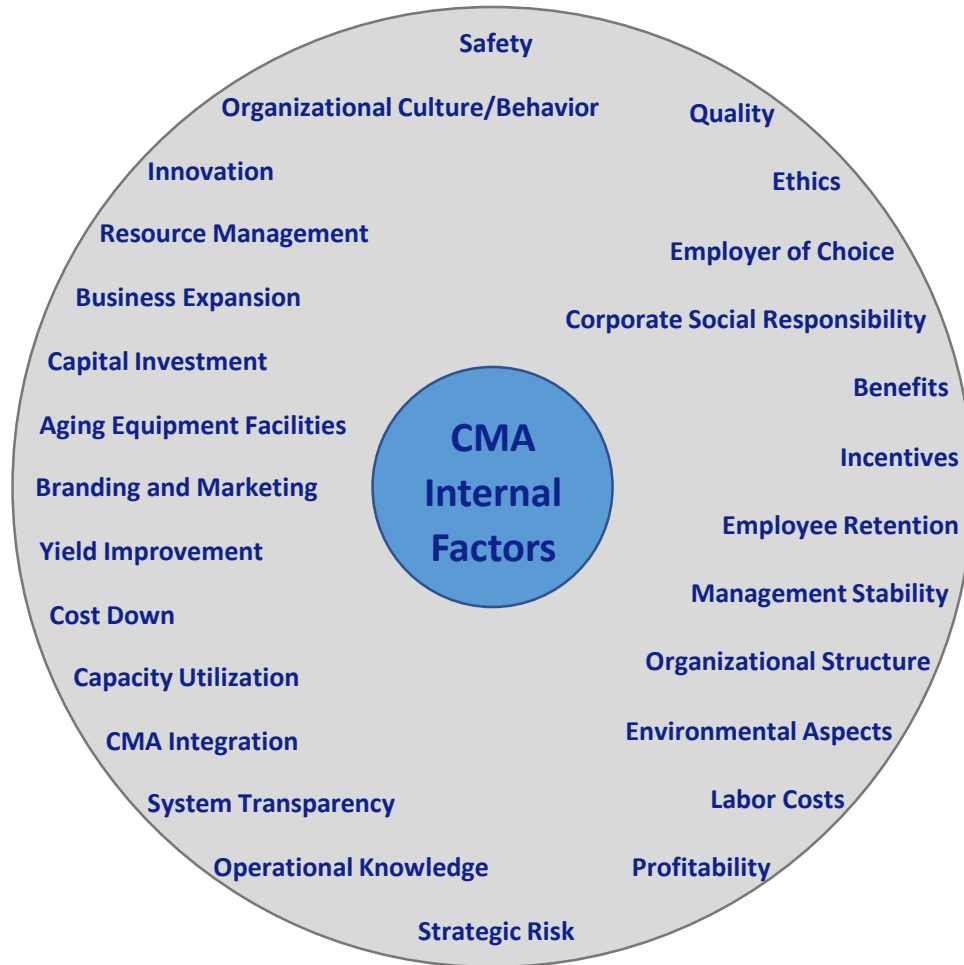 Safety
Organizational Culture/Behavior
Quality
Innovation
Ethics
Resource Management
Employer of Choice
Business Expansion
Corporate Social Responsibility
Capital Investment
Benefits
Aging Equipment Facilities
CMA
Internal
Factors
Incentives
Branding and Marketing
Employee Retention
Yield Improvement
Management Stability
Cost Down
Organizational Structure
Capacity Utilization
Environmental Aspects
CMA Integration
Labor Costs
System Transparency
Profitability
Operational Knowledge
Strategic Risk